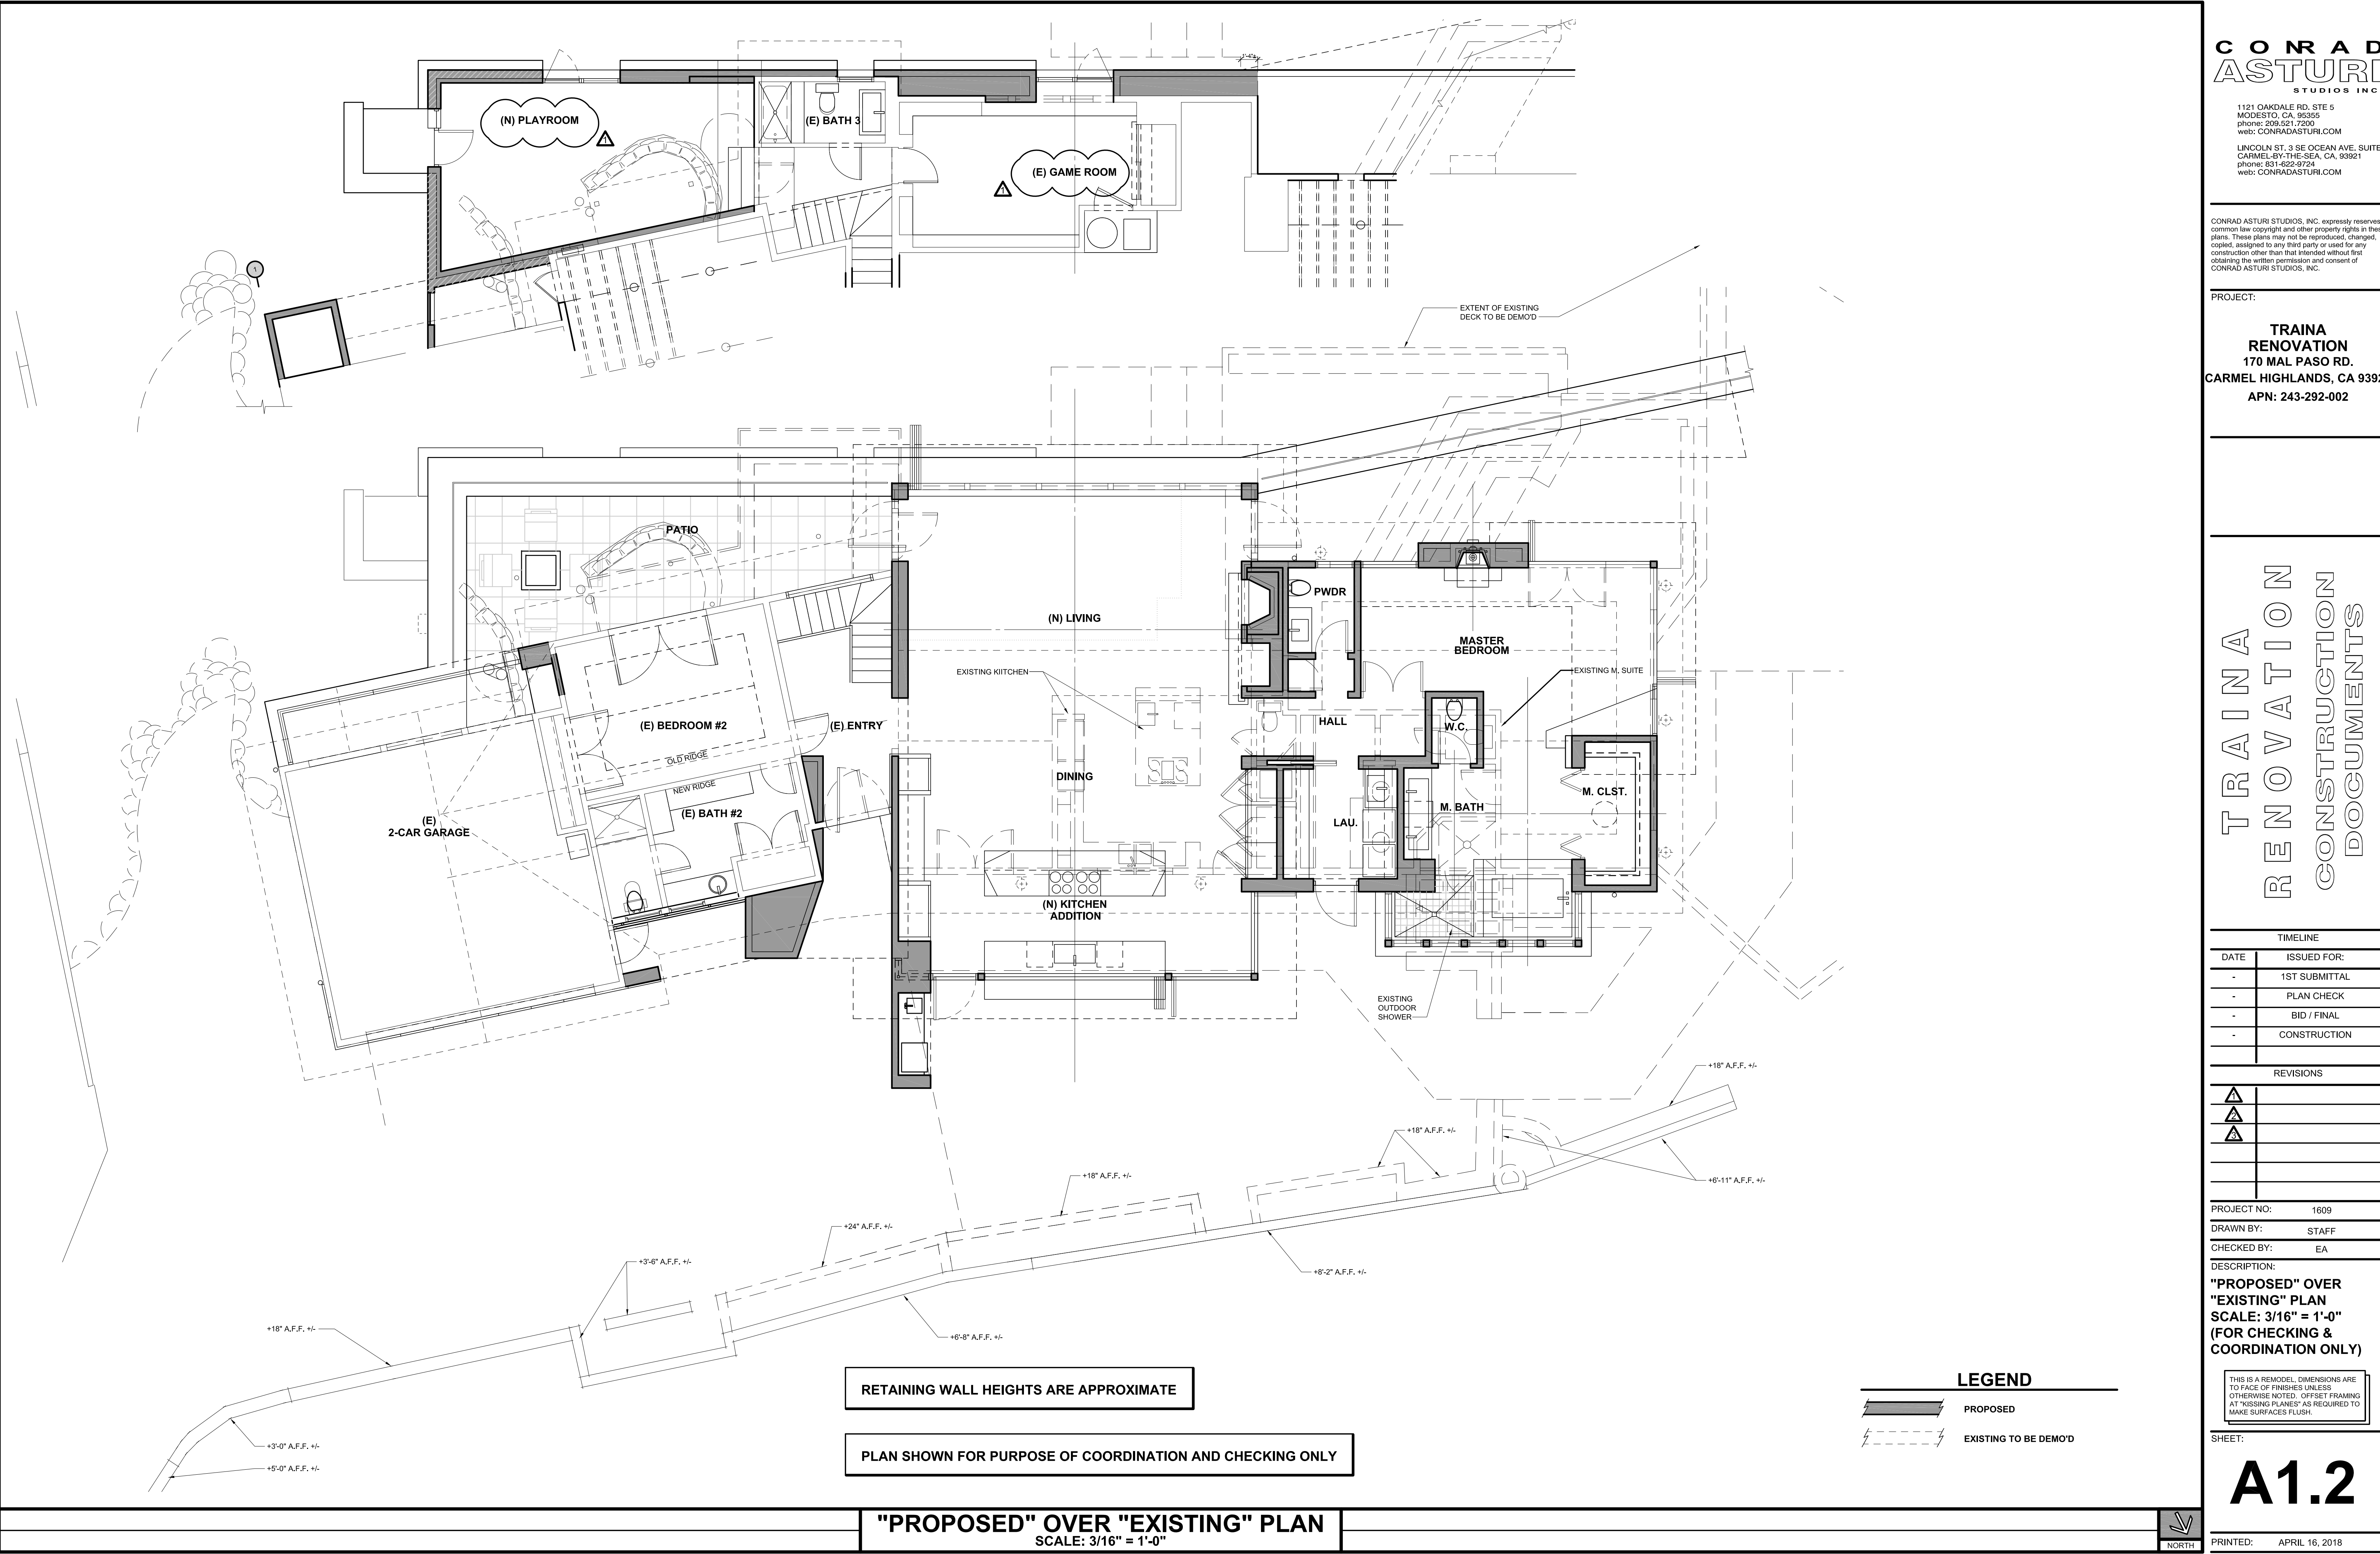 (N) PLAYROOM
1
(E) BATH 3
(E) GAME ROOM
1
1'-4"
1
EXTENT OF EXISTING
DECK TO BE DEMO'D
PATIO
(N) LIVING
PWDR
MASTER
BEDROOM
EXISTING KIITCHEN
EXISTING M. SUITE
(E) BEDROOM #2
(E) ENTRY
HALL
W.C.
OLD RIDGE
NEW RIDGE
DINING
M. CLST.
(E)
2-CAR GARAGE
(E) BATH #2
M. BATH
LAU.
(N) KITCHEN
ADDITION
EXISTING
OUTDOOR
SHOWER
+18" A.F.F. +/-
+18" A.F.F. +/-
+18" A.F.F. +/-
+6'-11" A.F.F. +/-
+24" A.F.F. +/-
+3'-6" A.F.F. +/-
+8'-2" A.F.F. +/-
+18" A.F.F. +/-
+6'-8" A.F.F. +/-
+3'-0" A.F.F. +/-
+5'-0" A.F.F. +/-
RETAINING WALL HEIGHTS ARE APPROXIMATE
PLAN SHOWN FOR PURPOSE OF COORDINATION AND CHECKING ONLY
LEGEND
PROPOSED
EXISTING TO BE DEMO'D
"PROPOSED" OVER "EXISTING" PLAN
SCALE: 3/16" = 1'-0"
NORTH
CONRAD
ASTURI
STUDIOS INC
1121 OAKDALE RD. STE 5
MODESTO, CA, 95355
phone: 209.521.7200
web: CONRADASTURI.COM
LINCOLN ST. 3 SE OCEAN AVE. SUITE
CARMEL-BY-THE-SEA, CA, 93921
phone: 831-622-9724
web: CONRADASTURI.COM
CONRAD ASTURI STUDIOS, INC. expressly reserves
common law copyright and other property rights in
plans. These plans may not be reproduced, changed,
copied, assigned to any third party or used for any
construction other than that intended without first
obtaining the written permission and consent of
CONRAD ASTURI STUDIOS, INC.
PROJECT:
TRAINA
RENOVATION
170 MAL PASO RD.
CARMEL HIGHLANDS, CA
APN: 243-292-002
TRAINA
RENOVATION
CONSTRUCTION
DOCUMENTS
TIMELINE
DATE ISSUED FOR:
- 1ST SUBMITTAL
- PLAN CHECK
- BID / FINAL
- CONSTRUCTION
REVISIONS
1
2
3
PROJECT NO: 1609
DRAWN BY: STAFF
CHECKED BY: EA
DESCRIPTION:
"PROPOSED" OVER
"EXISTING" PLAN
SCALE: 3/16" = 1'-0"
(FOR CHECKING &
COORDINATION ONLY)
THIS IS A REMODEL, DIMENSIONS ARE
TO FACE OF FINISHES UNLESS
OTHERWISE NOTED. OFFSET FRAMING
AT "KISSING PLANES" AS REQUIRED TO
MAKE SURFACES FLUSH.
SHEET:
A1.2
PRINTED: APRIL 16, 2018